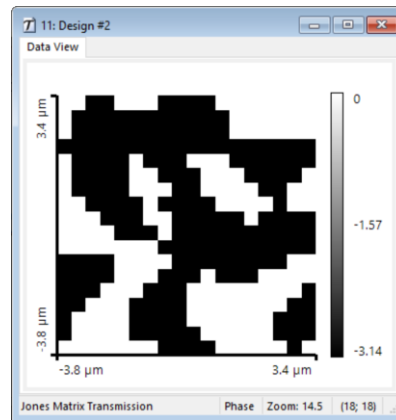 11: Design #2
Data View
0
3.4 µm
-1.57
-3.8 µm
-3.14
-3.8 µm
3.4 µm
Jones Matrix Transmission Phase Zoom: 14.5 (18; 18)